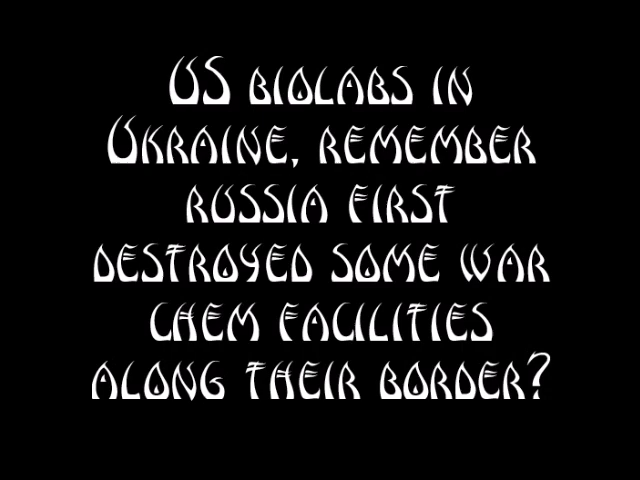 US biolabs in
Ukraine, remember
russia first
destroyed some war
chem facilities
along their border?